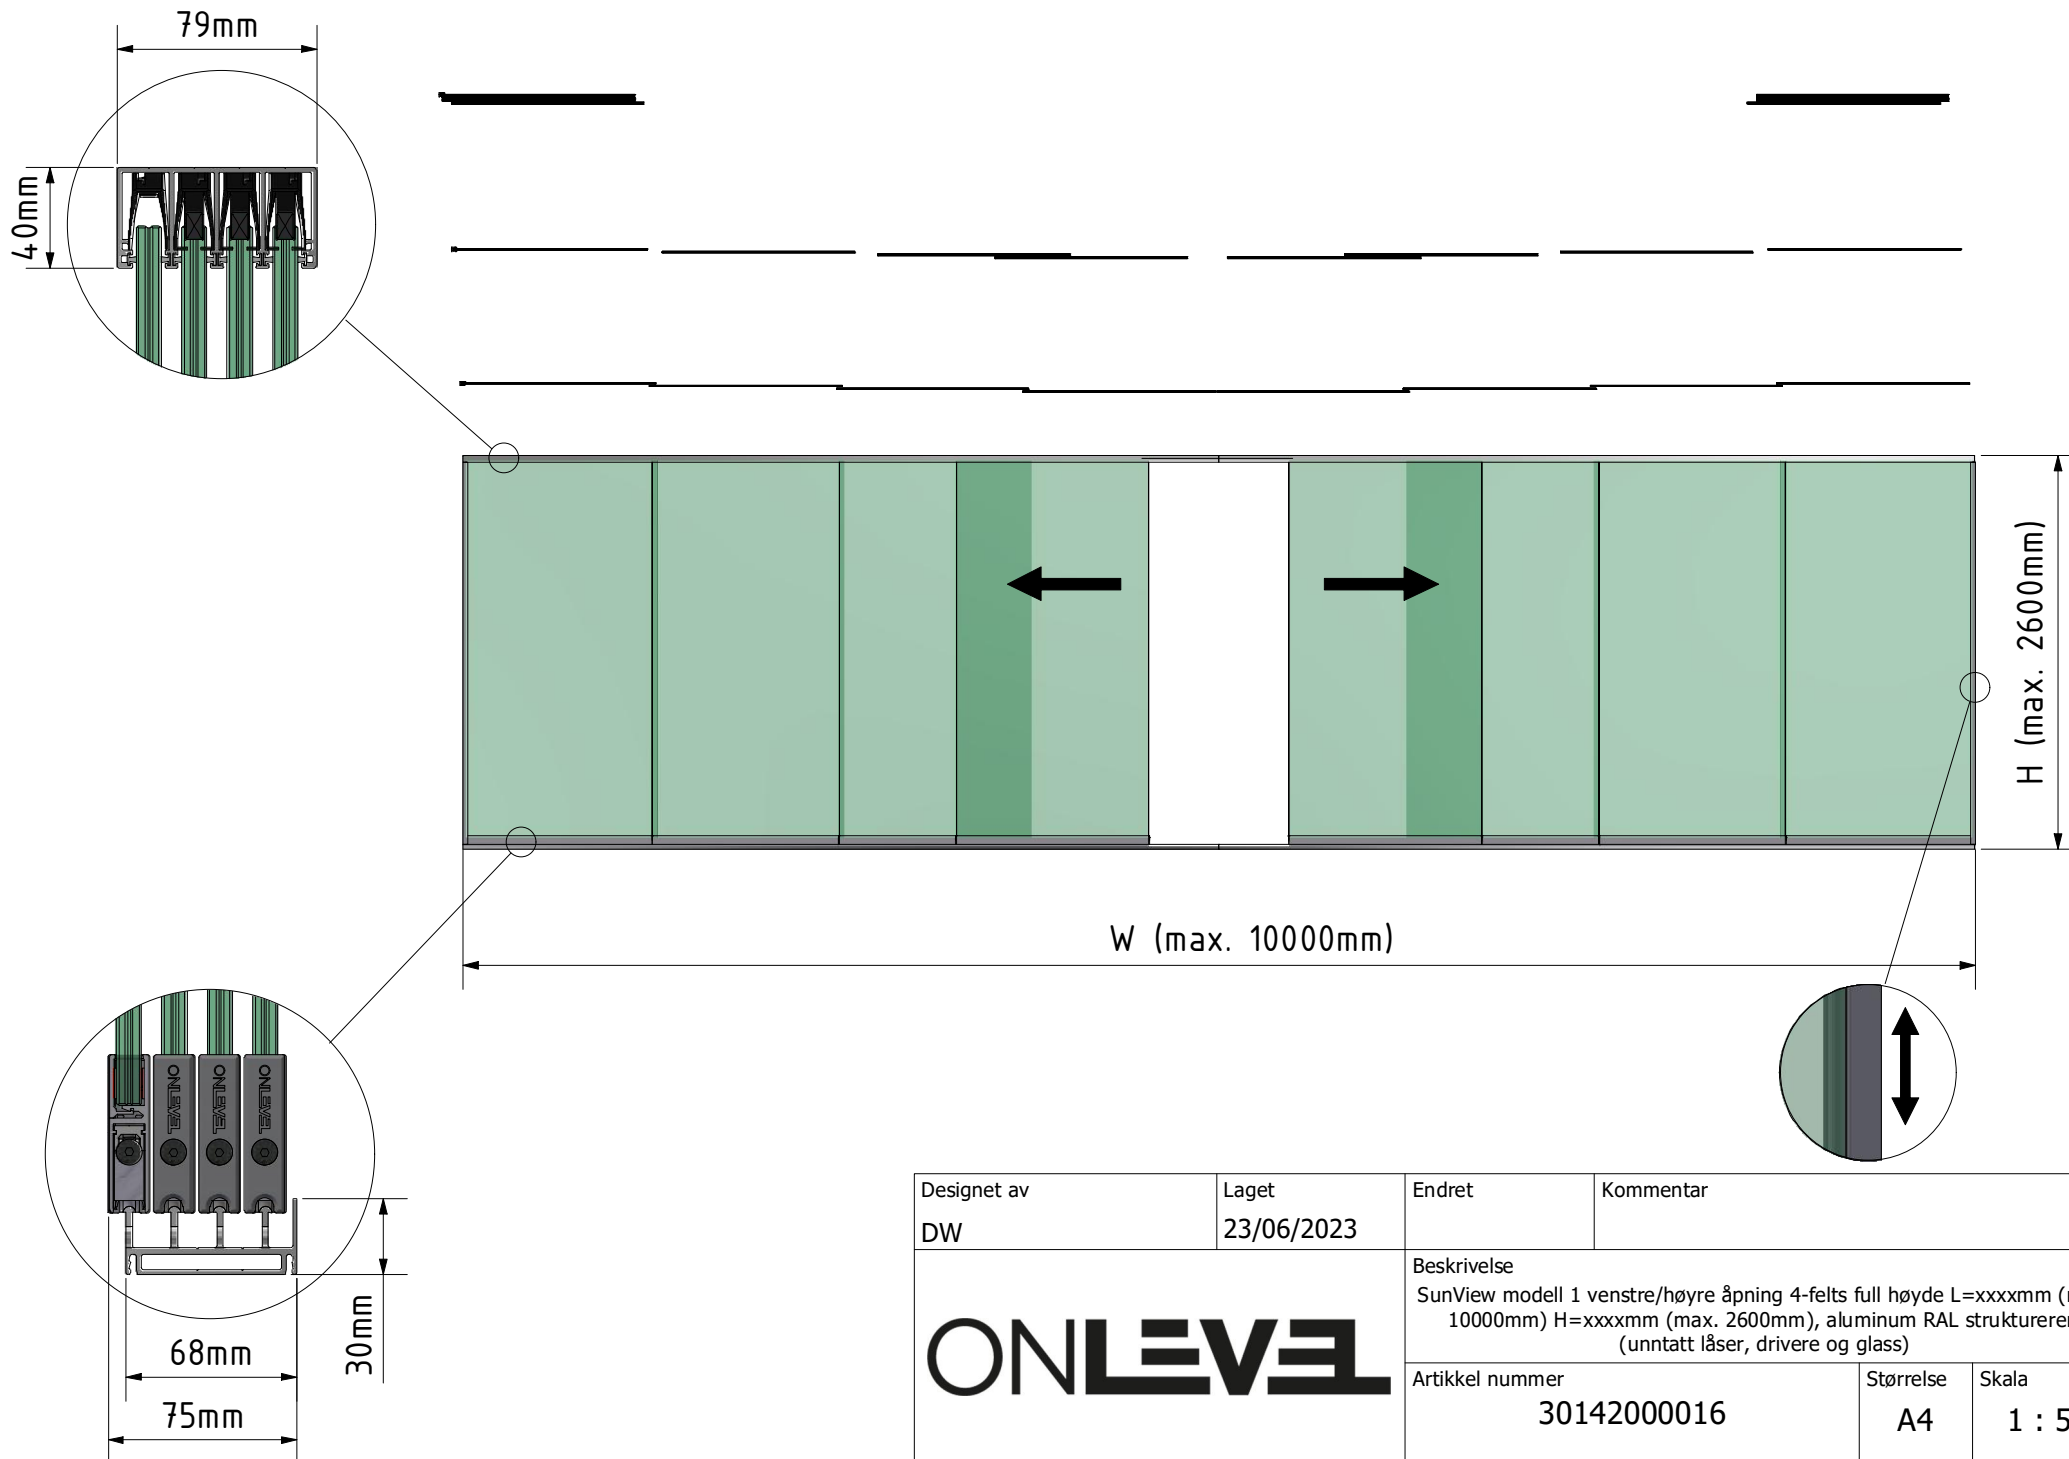 79mm
40mm
H (max. 2600mm)
W (max. 10000mm)
ONLEVEL
ONLEVEL
ONLEVEL
30mm
68mm
75mm
Designet av
DW
Laget
23/06/2023
Endret
Kommentar
ONLEVEL
Beskrivelse
SunView modell 1 venstre/høyre åpning 4-felts full høyde L=xxxxmm
10000mm) H=xxxxmm (max. 2600mm), aluminum RAL
(unntatt låser, drivere og glass)
Artikkel nummer
30142000016
Størrelse
A4
Skala
1 : 5